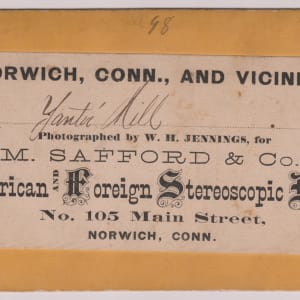 98
ORWICH, CONN., AND VICINI
Yantic Mill
Photographed by W. H. JENNINGS, for
M. SAFFORD & Co.
rican AND Foreign Stereoscopic
No. 105 Main Street,
NORWICH, CONN.